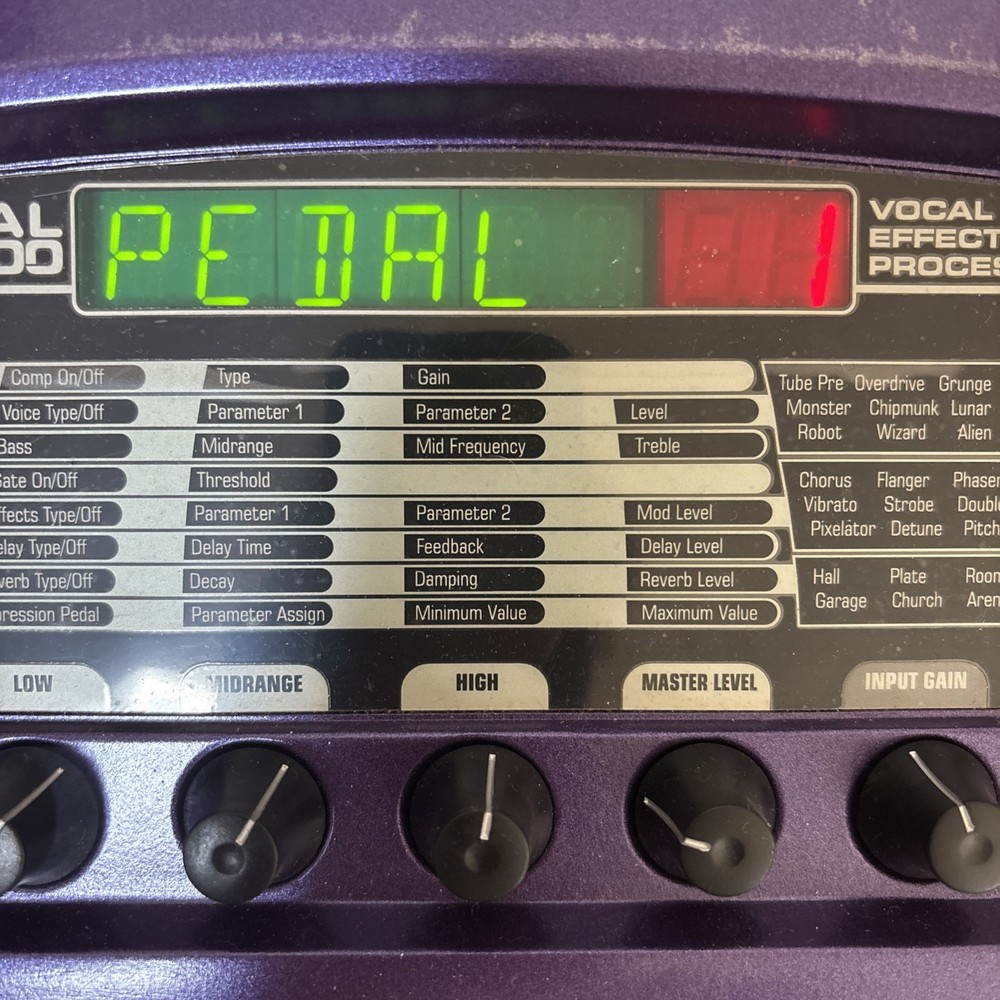 PEDAL 1
AL
00
VOCAL
EFFECT
PROCES
Comp On/Off Type Gain
Voice Type/Off Parameter 1 Parameter 2 Level
Bass Midrange Mid Frequency Treble
Gate On/Off Threshold
ffects Type/Off Parameter 1 Parameter 2 Mod Level
elay Type/Off Delay Time Feedback Delay Level
verb Type/Off Decay Damping Reverb Level
pression Pedal Parameter Assign Minimum Value Maximum Value
Tube Pre Overdrive Grunge
Monster Chipmunk Lunar
Robot Wizard Alien
Chorus Flanger Phaser
Vibrato Strobe Double
Pixelator Detune Pitch
Hall Plate Room
Garage Church Aren
LOW MIDRANGE HIGH MASTER LEVEL INPUT GAIN